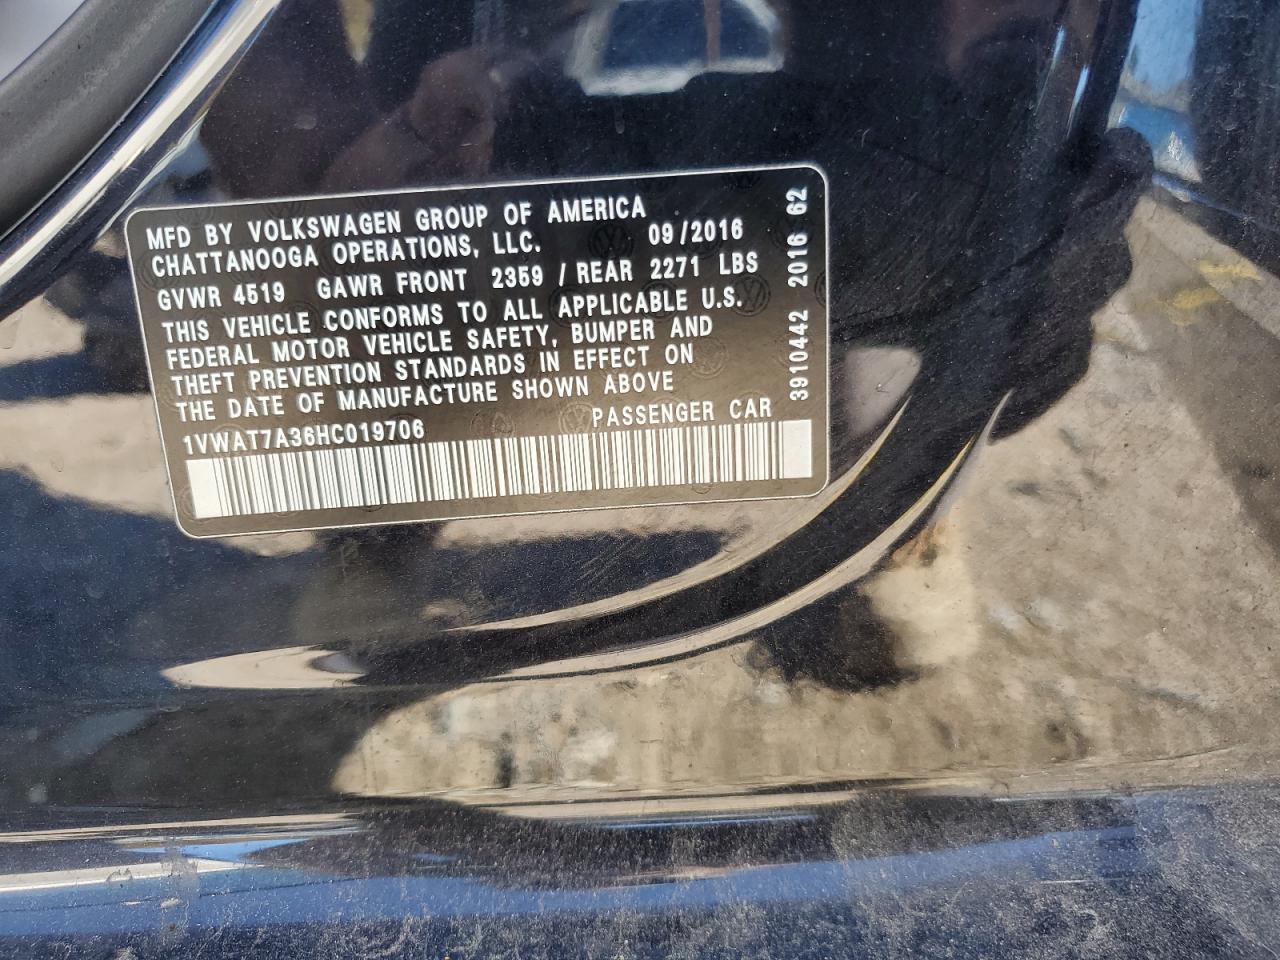 MFD BY VOLKSWAGEN GROUP OF AMERICA
CHATTANOOGA OPERATIONS, LLC. 09/2016
GVWR 4519 GAWR FRONT 2359 / REAR 2271 LBS
THIS VEHICLE CONFORMS TO ALL APPLICABLE U.S.
FEDERAL MOTOR VEHICLE SAFETY, BUMPER AND
THEFT PREVENTION STANDARDS IN EFFECT ON
THE DATE OF MANUFACTURE SHOWN ABOVE
1VWAT7A36HC019706 PASSENGER CAR
3910442 2016 62